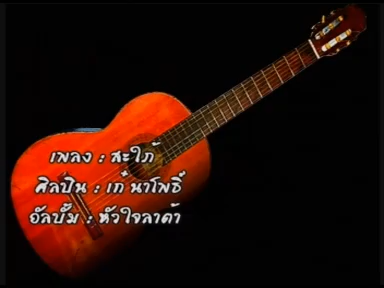 เพลง : สะใภ้
ศิลปิน : เก๋ นาโพธิ์
อัลบั๊ม : หัวใจลาด้า